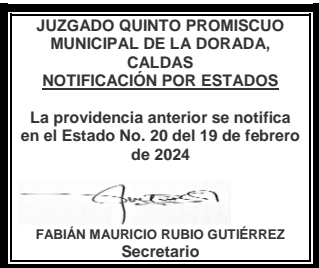 JUZGADO QUINTO PROMISCUO
MUNICIPAL DE LA DORADA,
CALDAS
NOTIFICACIÓN POR ESTADOS
La providencia anterior se notifica
en el Estado No. 20 del 19 de febrero
de 2024
FABIÁN MAURICIO RUBIO GUTIÉRREZ
Secretario